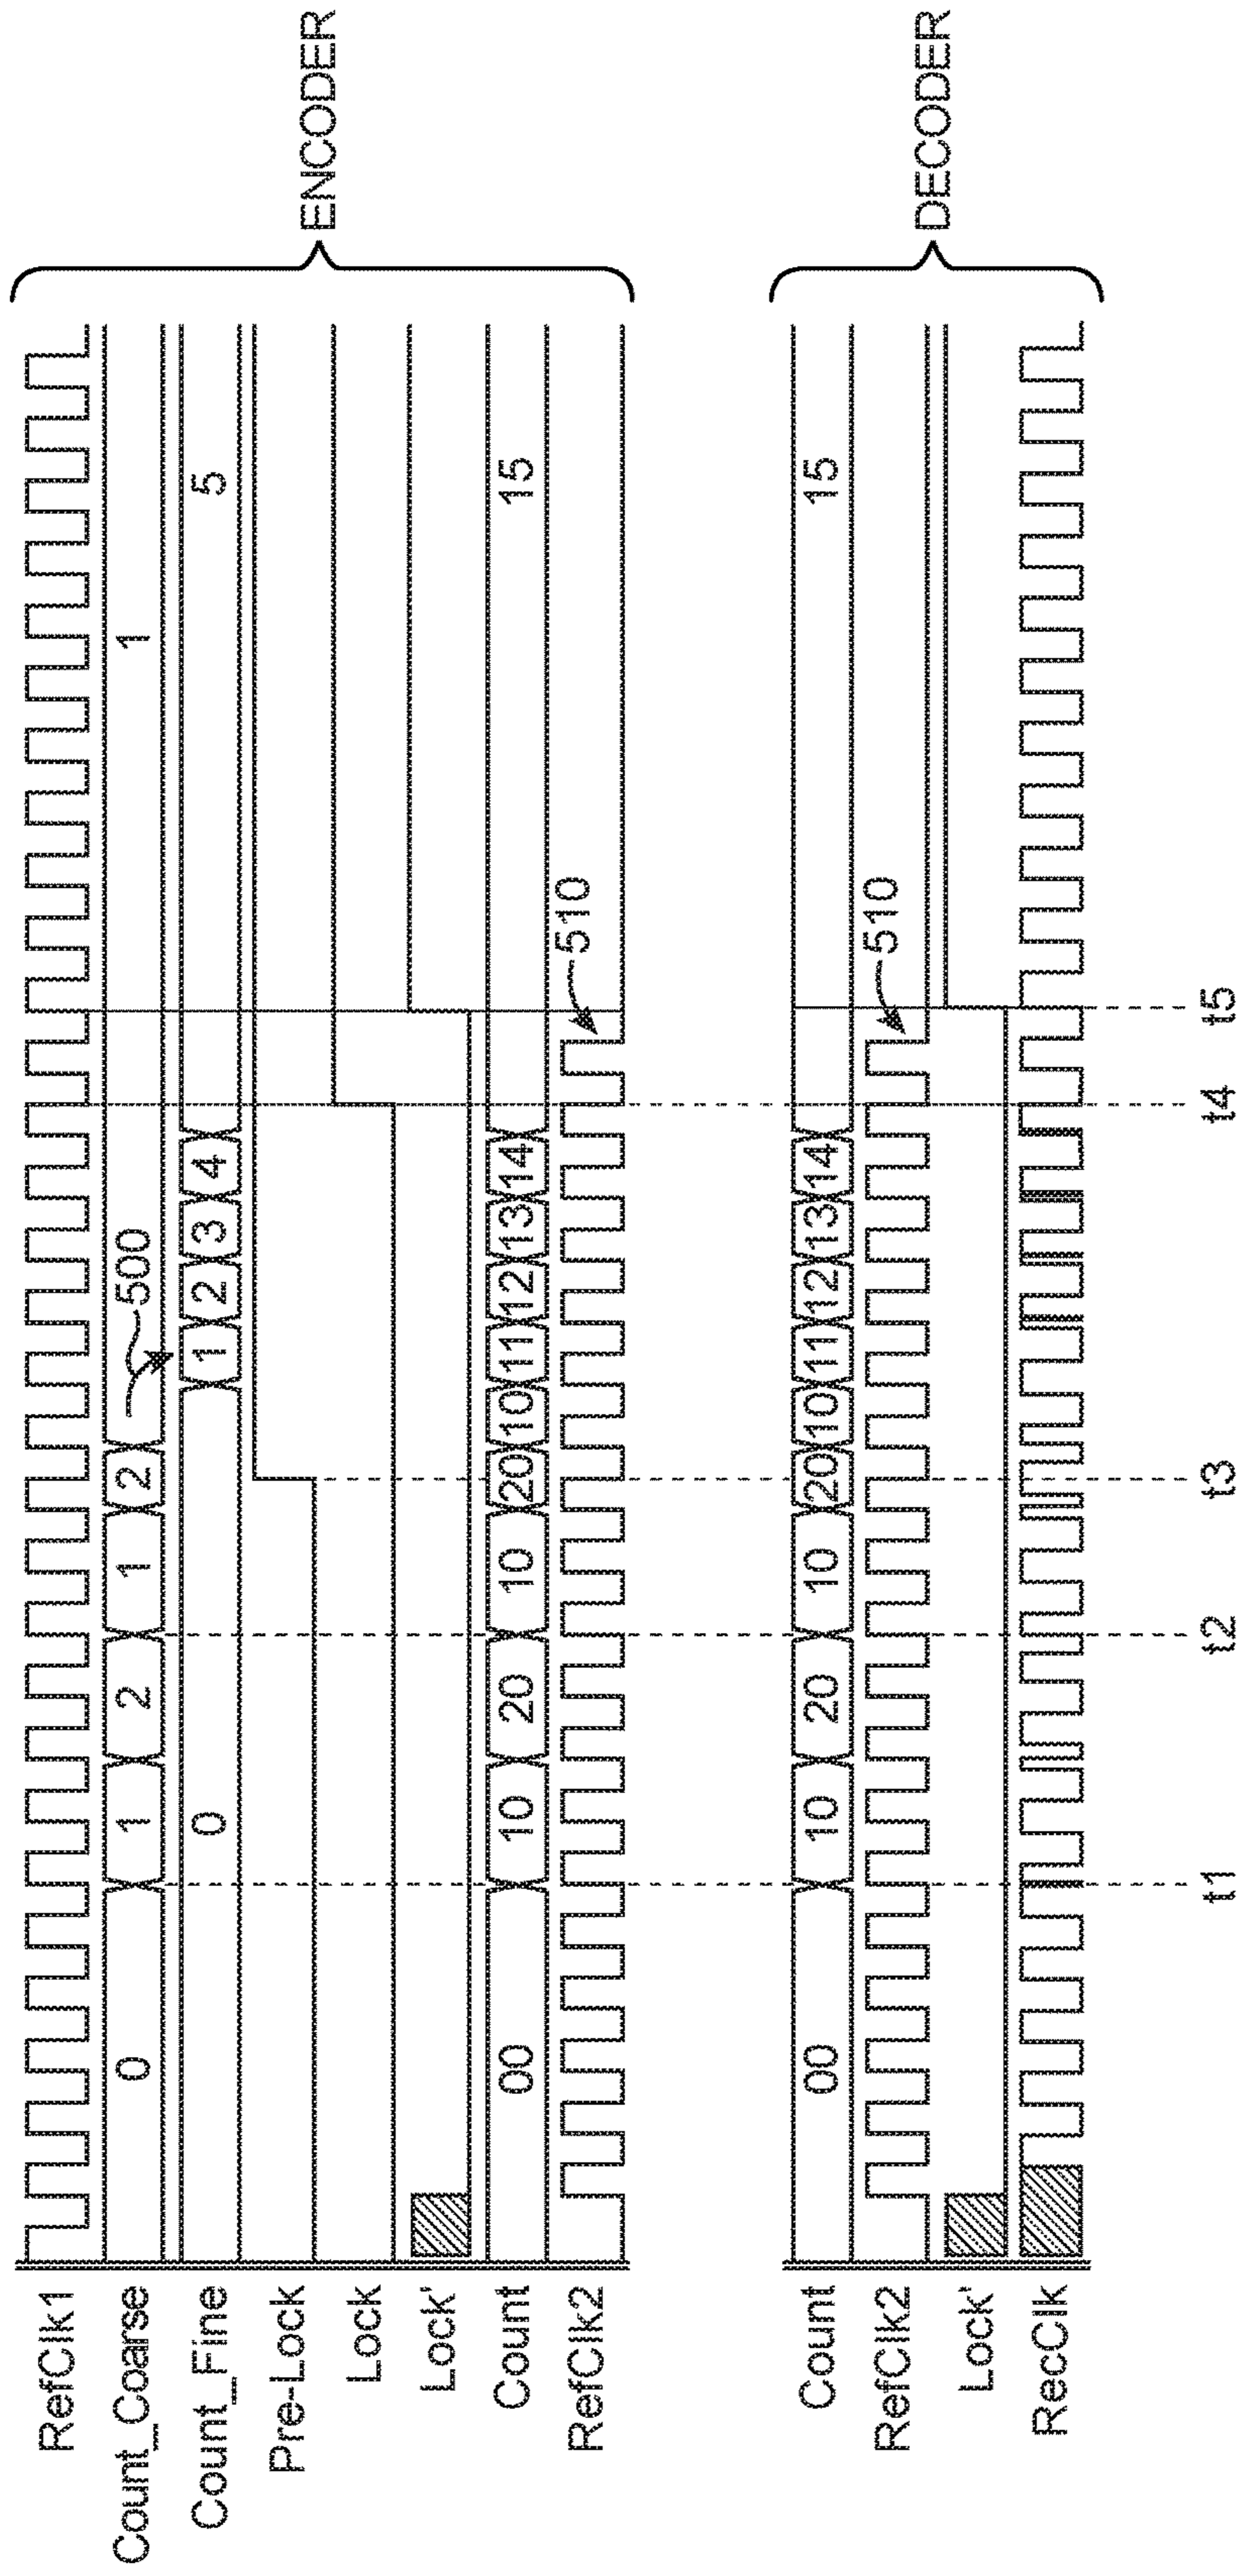 RefClk1
Count_Coarse 0 1 2 1 2 1
500
Count_Fine 0 1 2 3 4 5
Pre-Lock
Lock
Lock'
Count 00 10 20 10 20 10 11 12 13 14 15
RefClk2
510
ENCODER
Count 00 10 20 10 20 10 11 12 13 14 15
RefClk2
510
Lock'
RecClk
DECODER
t1 t2 t3 t4 t5